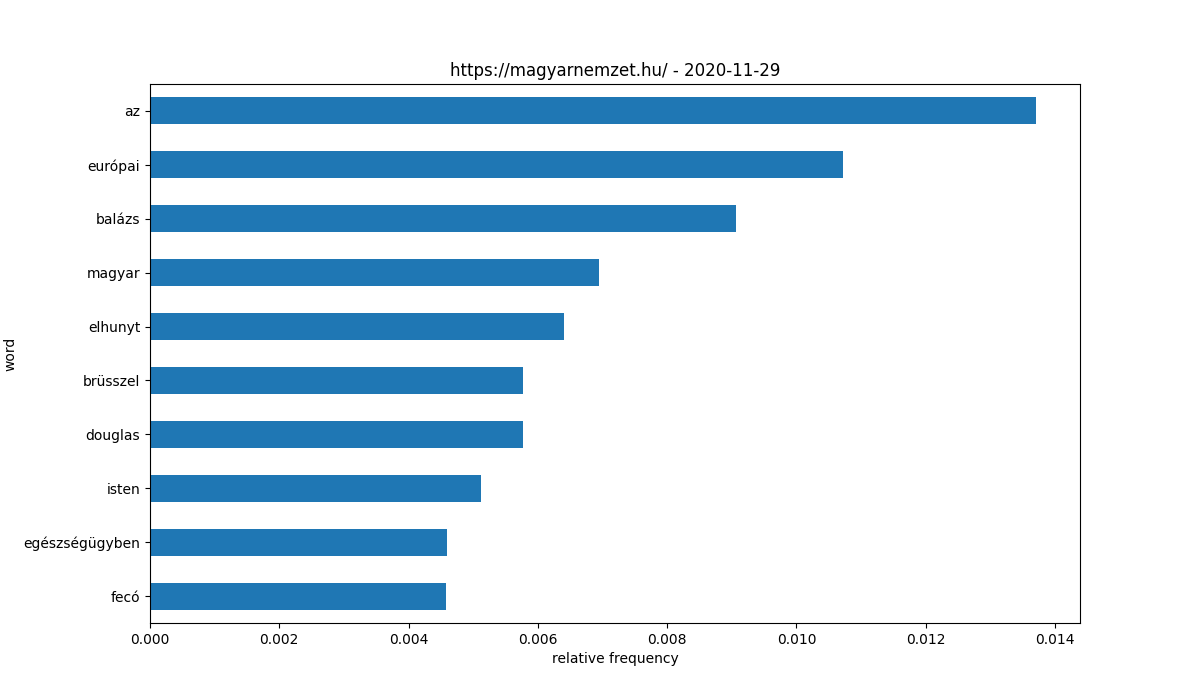 https://magyarnemzet.hu/ - 2020-11-29
az
európai
balázs
magyar
elhunyt
brüsszel
douglas
isten
egészségügyben
fecó
word
0.000 0.002 0.004 0.006 0.008 0.010 0.012 0.014
relative frequency